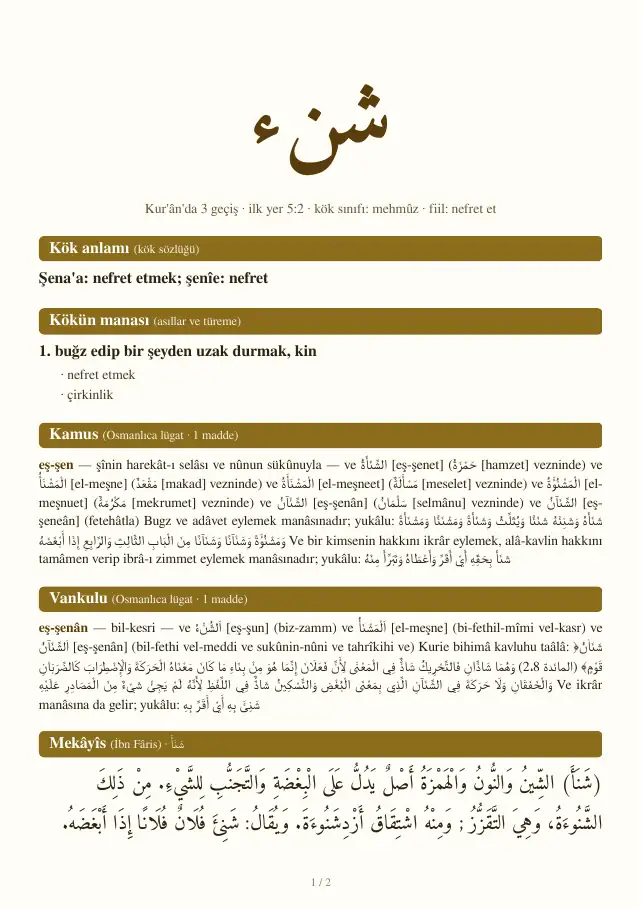 شنء
Kur'ân'da 3 geçiş · ilk yer 5:2 · kök sınıfı: mehmûz · fiil: nefret et
Kök anlamı (kök sözlüğü)
Şena'a: nefret etmek; şenîe: nefret
Kökün manası (asıllar ve türeme)
1. buğz edip bir şeyden uzak durmak, kin
· nefret etmek
· çirkinlik
Kamus (Osmanlıca lügat · 1 madde)
eş-şen — şînin harekât-ı selâsı ve nûnun sükûnuyla — ve اَلشَّنْأَةُ [eş-şenet] (حَمْزَةُ [hamzet] vezninde) ve
اَلْمَشْنَأُ [el-meşne] (مَقْعَدٌ [makad] vezninde) ve اَلْمَشْنَأَةُ [el-meşneet] (مَسْأَلَةٌ [meselet] vezninde) ve اَلْمَشْنُوَّةُ [el-
meşnuet] (مَكْرُمَةٌ [mekrumet] vezninde) ve اَلشَّنْآنُ [eş-şenân] (سَلْمَانُ [selmânu] vezninde) ve اَلشَّنَآنُ [eş-
şeneân] (fetehâtla) Bugz ve adâvet eylemek manâsınadır; yukâlu: شَنَأَهُ وَشَنِئَهُ شَنْئًا وَيُثَلَّثُ وَشَنْأَةً وَمَشْنَئًا وَمَشْنَأَةً
وَمَشْنُوَّةً وَشَنْآنًا وَشَنَآنًا مِنَ الْبَابِ الثَّالِثِ وَالرَّابِعِ إِذَا أَبْغَضَهُ Ve bir kimsenin hakkını ikrâr eylemek, alâ-kavlin hakkını
tamâmen verip ibrâ-ı zimmet eylemek manâsınadır; yukâlu: شَنَأَ بِحَقِّهِ أَيْ أَقَرَّ وَأَعْطَاهُ وَتَبَرَّأَ مِنْهُ
Vankulu (Osmanlıca lügat · 1 madde)
eş-şenân — bil-kesri — ve اَلشُّنْءُ [eş-şun] (biz-zamm) ve اَلْمَشْنَأُ [el-meşne] (bi-fethil-mîmi vel-kasr) ve
اَلشَّنَآنُ [eş-şenân] (bil-fethi vel-meddi ve sukûnin-nûni ve tahrîkihi ve) Kurie bihimâ kavluhu taâlâ: ﴿شَنَآنُ
قَوْمٍ﴾ (المائدة 2،8) وَهُمَا شَاذَّانِ فَالتَّحْرِيكُ شَاذٌّ فِي الْمَعْنَى لِأَنَّ فَعَلَان إِنَّمَا هُوَ مِنْ بِنَاءِ مَا كَانَ مَعْنَاهُ الْحَرَكَةَ وَالْإِضْطِرَابَ كَالضَّرَبَانِ
وَالْخَفَقَانِ وَلَا حَرَكَةَ فِي الشَّنَآنِ الَّذِي بِمَعْنَى الْبُغْضِ وَالتَّسْكِينُ شَاذٌّ فِي اللَّفْظِ لِأَنَّهُ لَمْ يَجِئْ شَيْءٌ مِنَ الْمَصَادِرِ عَلَيْهِ Ve ikrâr
manâsına da gelir; yukâlu: شَنِئَ بِهِ أَيْ أَقَرَّ بِهِ
Mekâyîs (İbn Fâris) · شَنَأَ
(شَنَأَ) الشِّينُ وَالنُّونُ وَالْهَمْزَةُ أَصْلٌ يَدُلُّ عَلَى الْبِغْضَةِ وَالتَّجَنُّبِ لِلشَّيْءِ. مِنْ ذَلِكَ
الشَّنُوءَةُ، وَهِيَ التَّقَزُّزُ ; وَمِنْهُ اشْتِقَاقُ أَزْدِشَنُوءَةَ. وَيُقَالُ: شَنِئَ فُلَانٌ فُلَانًا إِذَا أَبْغَضَهُ.
1 / 2